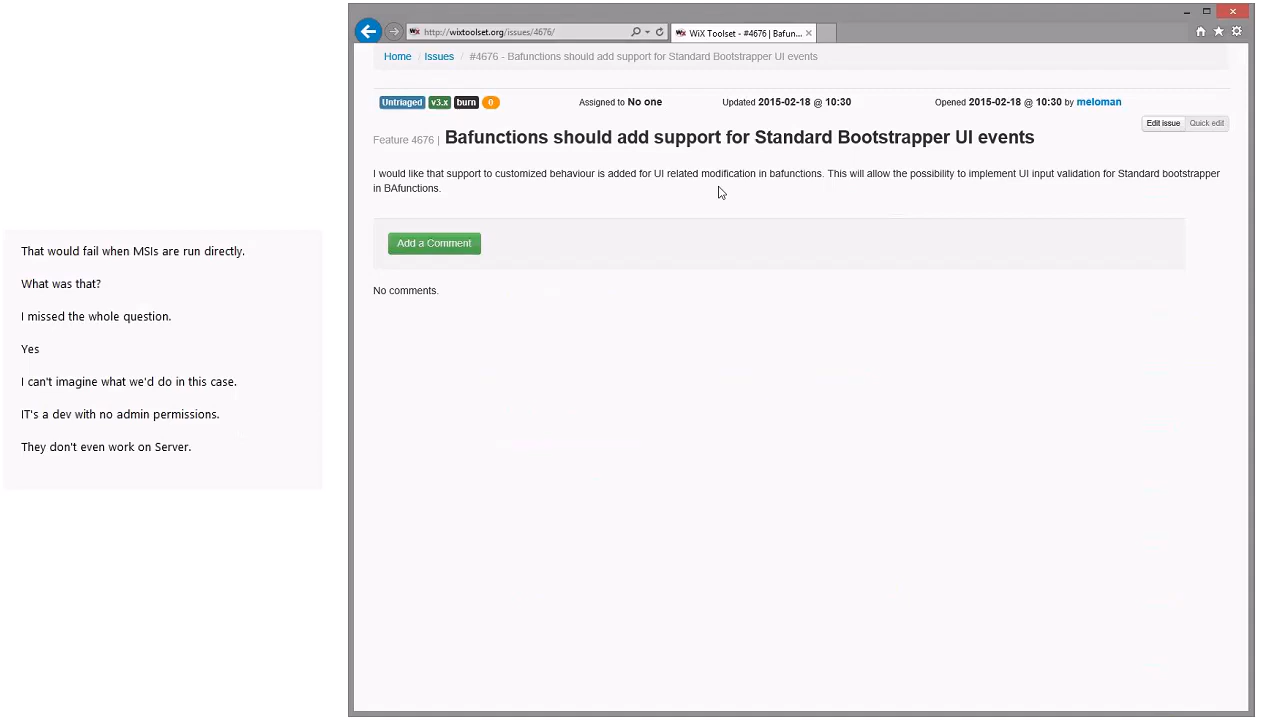 That would fail when MSIs are run directly.
What was that?
I missed the whole question.
Yes
I can't imagine what we'd do in this case.
IT's a dev with no admin permissions.
They don't even work on Server.
http://wixtoolset.org/issues/4676/
WiX Toolset - #4676 | Bafun...
Home / Issues / #4676 - Bafunctions should add support for Standard Bootstrapper UI events
Untriaged v3.x burn 0 Assigned to No one Updated 2015-02-18 @ 10:30 Opened 2015-02-18 @ 10:30 by meloman
Edit issue Quick edit
Feature 4676 | Bafunctions should add support for Standard Bootstrapper UI events
I would like that support to customized behaviour is added for UI related modification in bafunctions. This will allow the possibility to implement UI input validation for Standard bootstrapper
in BAfunctions.
Add a Comment
No comments.